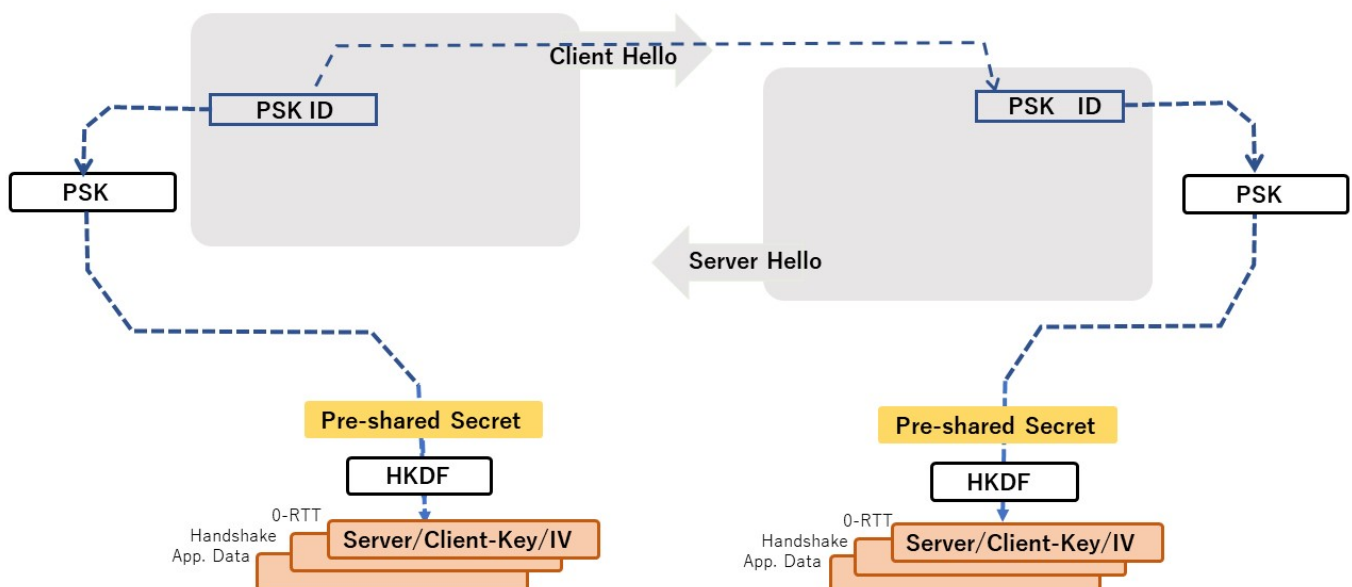 Client Hello
PSK ID
PSK ID
PSK
PSK
Server Hello
Pre-shared Secret
Pre-shared Secret
HKDF
HKDF
0-RTT
Handshake
App. Data
Server/Client-Key/IV
0-RTT
Handshake
App. Data
Server/Client-Key/IV